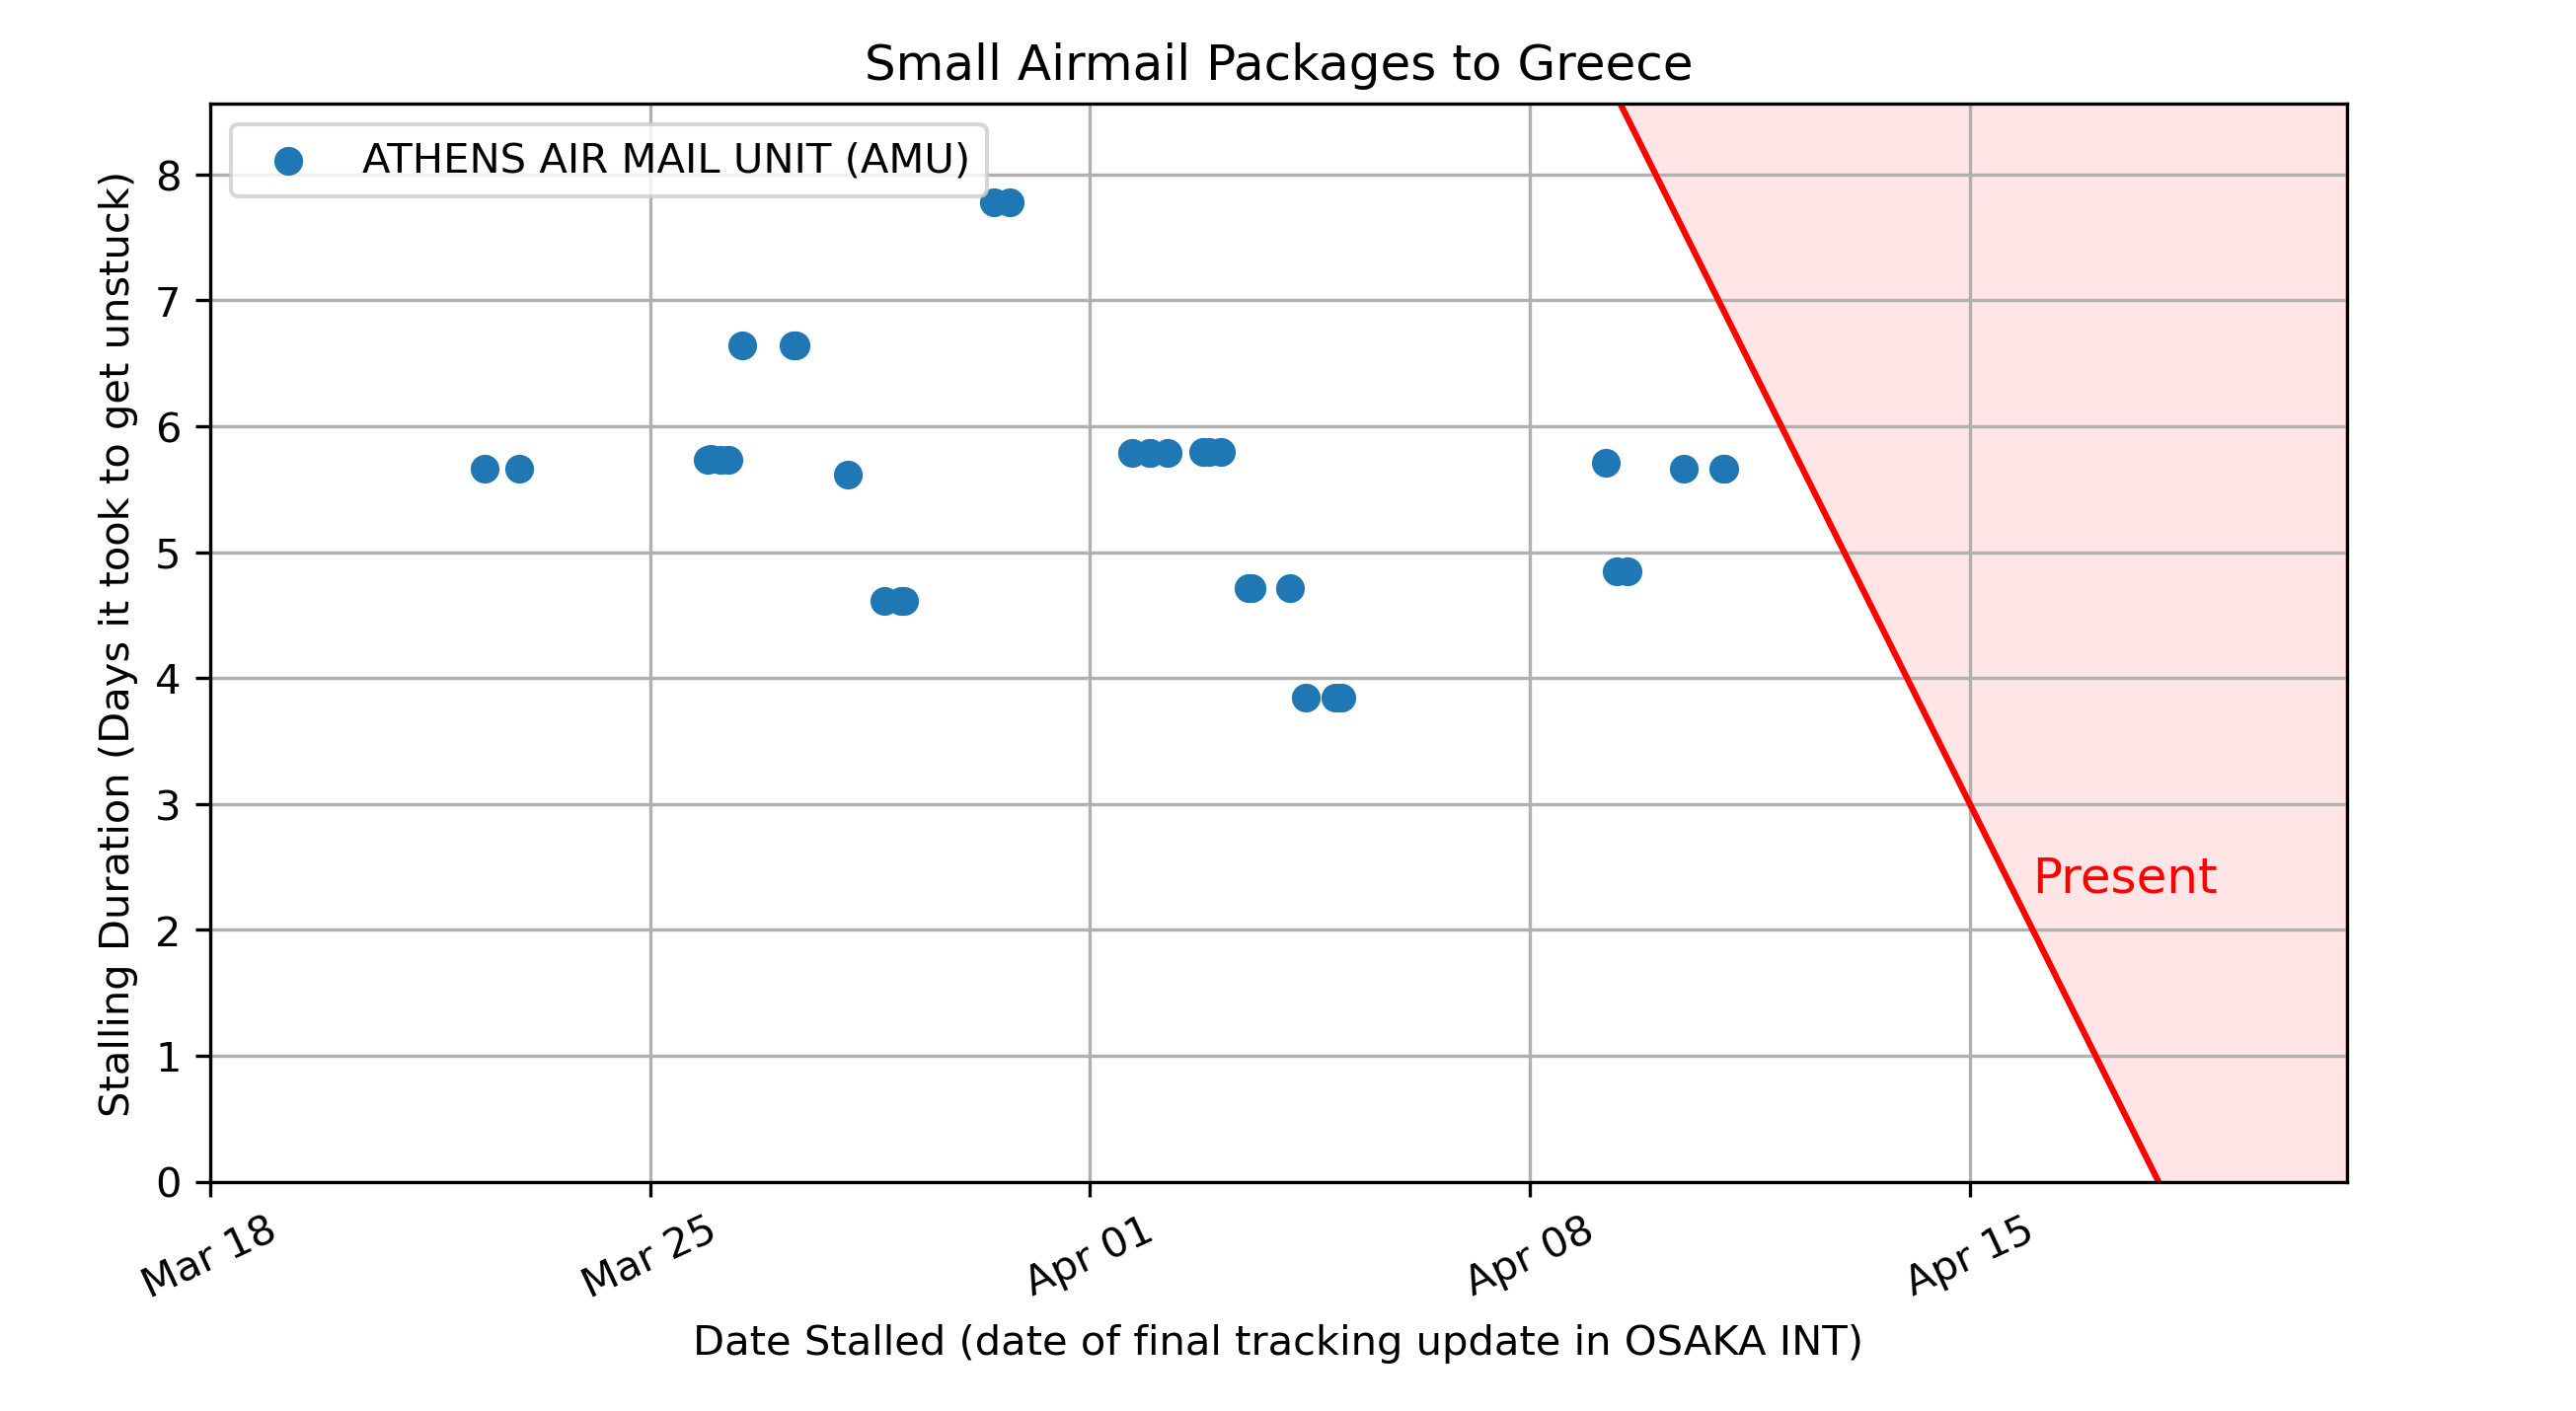 Small Airmail Packages to Greece
ATHENS AIR MAIL UNIT (AMU)
Stalling Duration (Days it took to get unstuck)
8
7
6
5
4
3
2
1
0
Present
Mar 18
Mar 25
Apr 01
Apr 08
Apr 15
Date Stalled (date of final tracking update in OSAKA INT)